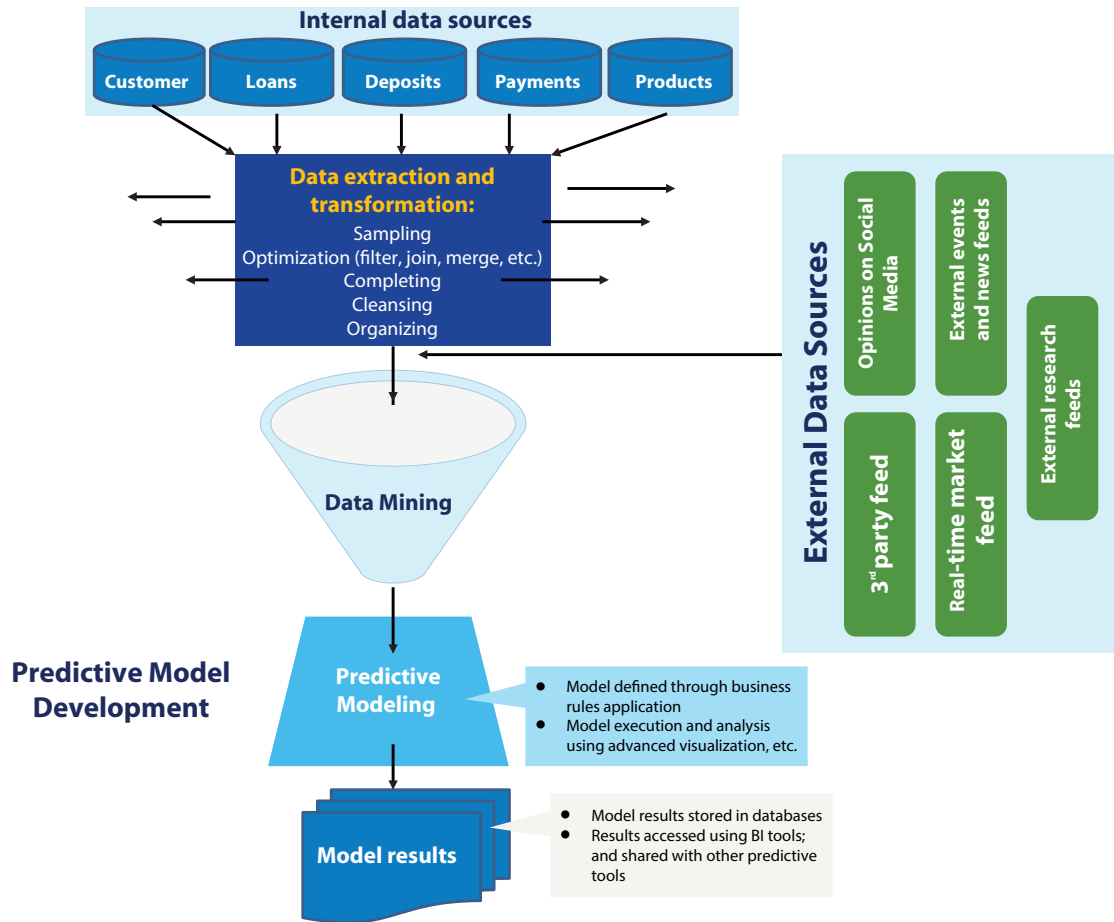 Internal data sources
Customer
Loans
Deposits
Payments
Products
Data extraction and
transformation:
Sampling
Optimization (filter, join, merge, etc.)
Completing
Cleansing
Organizing
External Data Sources
Opinions on Social
Media
External events
and news feeds
External research
feeds
3rd party feed
Real-time market
feed
Data Mining
Predictive Model
Development
Predictive
Modeling
● Model defined through business
rules application
● Model execution and analysis
using advanced visualization, etc.
Model results
● Model results stored in databases
● Results accessed using BI tools;
and shared with other predictive
tools